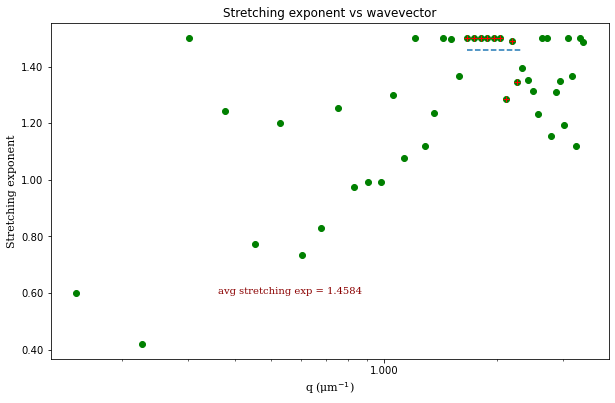 Stretching exponent vs wavevector
Stretching exponent
1.40
1.20
1.00
0.80
0.60
0.40
avg stretching exp = 1.4584
1.000
q (μm⁻¹)